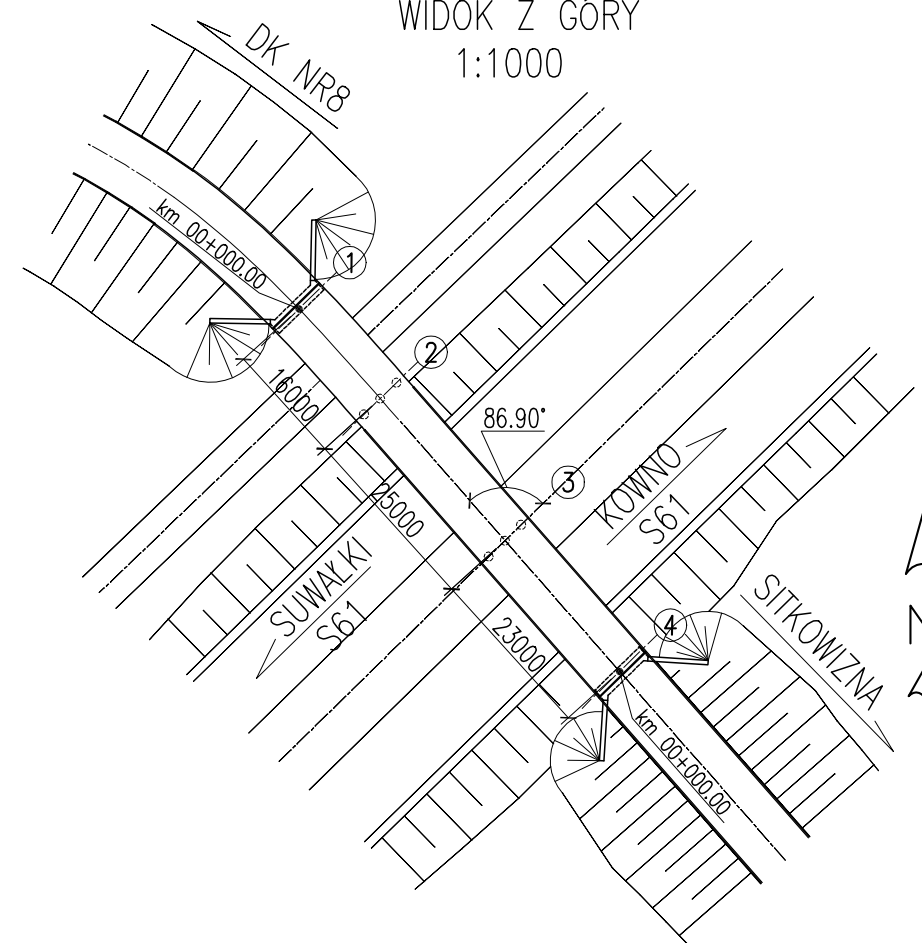 WIDOK Z GÓRY
1:1000
DK NR8
km 00+000.00
1
2
16000
86.90°
3
25000
KOWNO
S61
SUWAŁKI
S61
SITKOWIZNA
4
23000
km 00+000.00